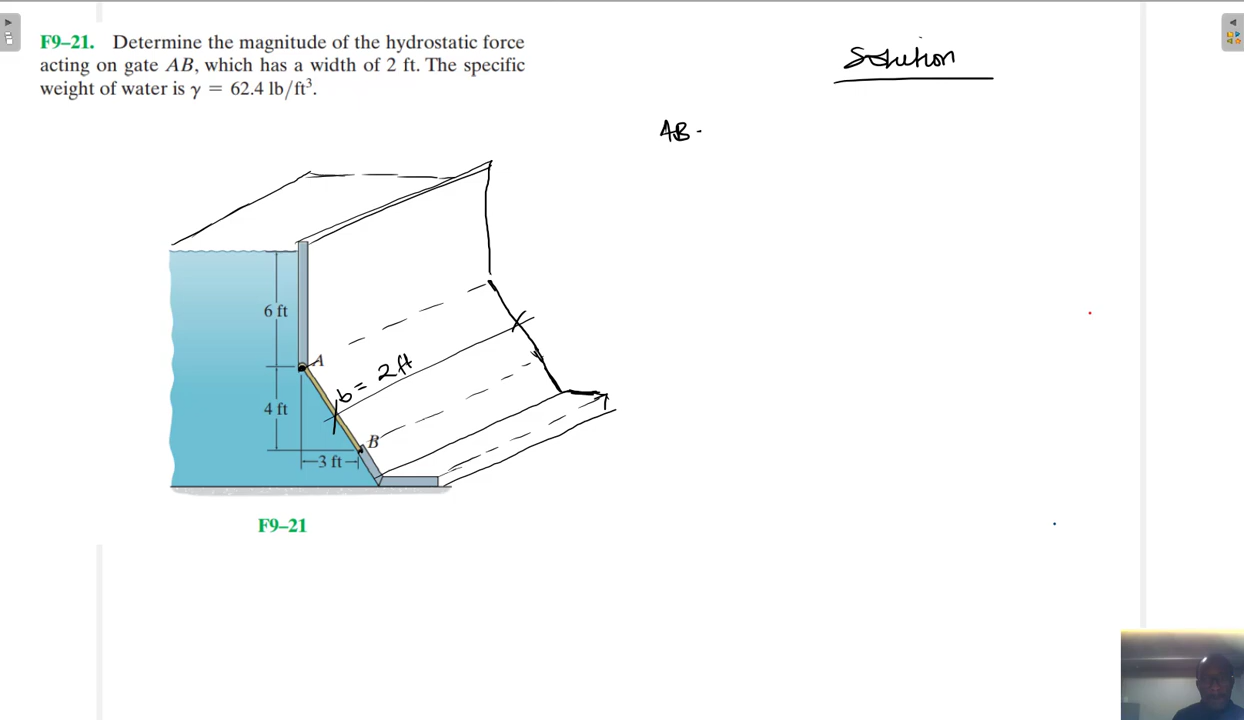 F9–21. Determine the magnitude of the hydrostatic force
acting on gate AB, which has a width of 2 ft. The specific
weight of water is γ = 62.4 lb/ft³.
Solution
AB -
6 ft
A
b = 2 ft
4 ft
B
3 ft
F9–21